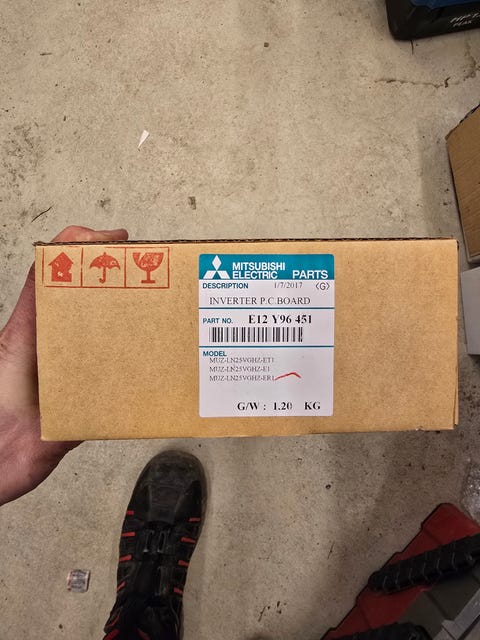 MITSUBISHI
ELECTRIC PARTS
DESCRIPTION 1/7/2017 (G)
INVERTER P.C.BOARD
PART NO. E12 Y96 451
MODEL
MUZ-LN25VGHZ-ET1
MUZ-LN25VGHZ-E1
MUZ-LN25VGHZ-ER1
G/W : 1.20 KG
PEAK